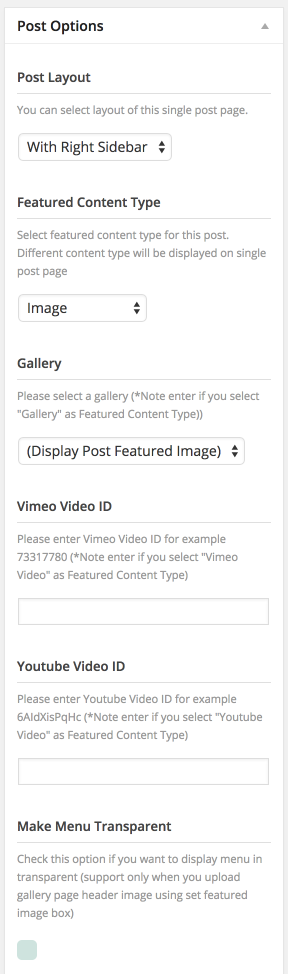 Post Options
Post Layout
You can select layout of this single post page.
With Right Sidebar
Featured Content Type
Select featured content type for this post.
Different content type will be displayed on single
post page
Image
Gallery
Please select a gallery (*Note enter if you select
"Gallery" as Featured Content Type))
(Display Post Featured Image)
Vimeo Video ID
Please enter Vimeo Video ID for example
73317780 (*Note enter if you select "Vimeo
Video" as Featured Content Type)
Youtube Video ID
Please enter Youtube Video ID for example
6AIdXisPqHc (*Note enter if you select "Youtube
Video" as Featured Content Type)
Make Menu Transparent
Check this option if you want to display menu in
transparent (support only when you upload
gallery page header image using set featured
image box)